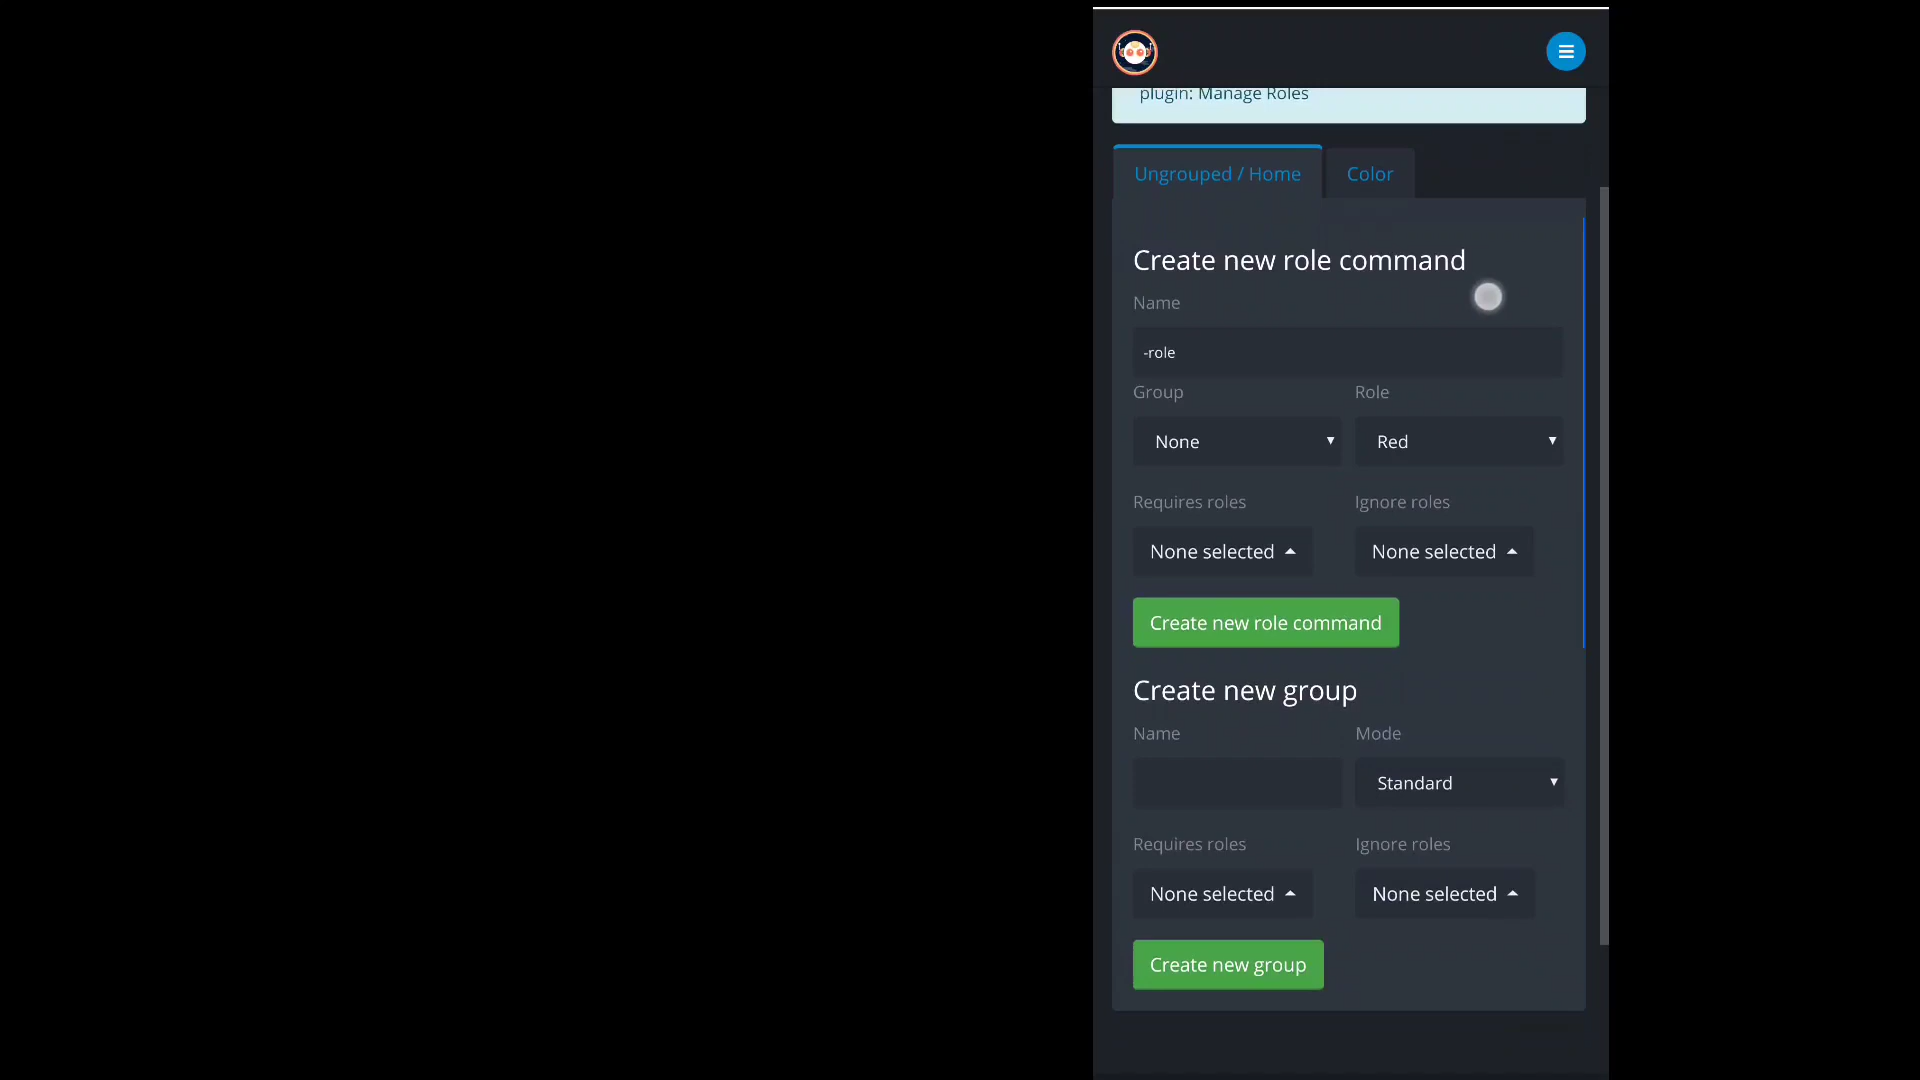 plugin: Manage Roles
Ungrouped / Home
Color
Create new role command
Name
-role
Group
Role
None
Red
Requires roles
Ignore roles
None selected
None selected
Create new role command
Create new group
Name
Mode
Standard
Requires roles
Ignore roles
None selected
None selected
Create new group